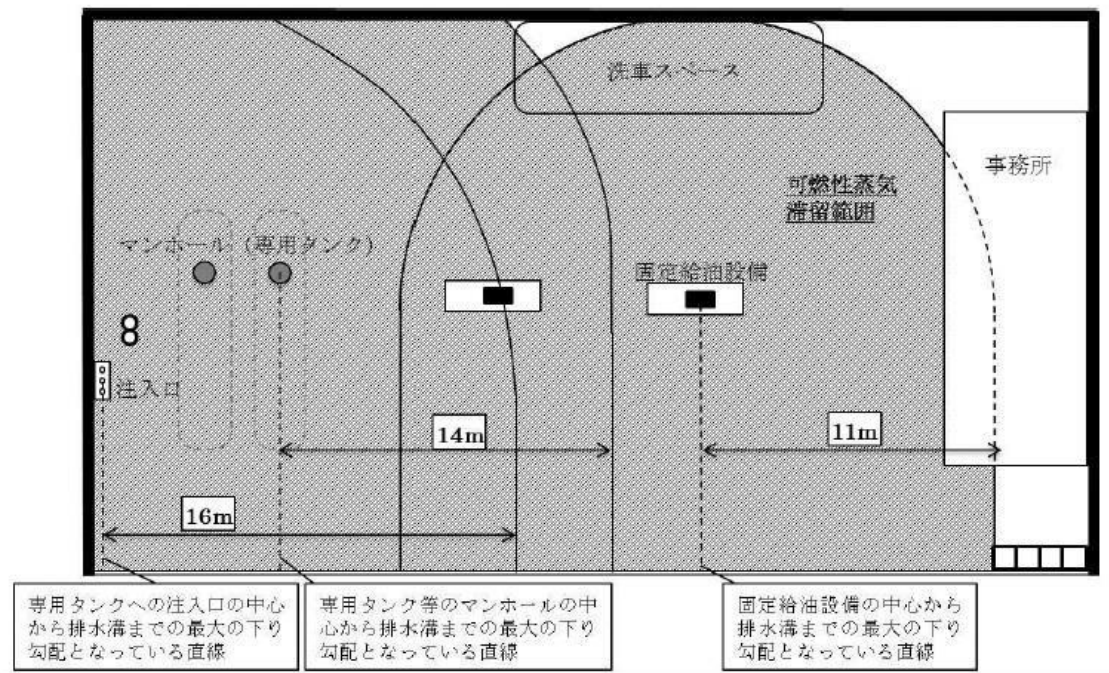 洗車スペース
事務所
可燃性蒸気
滞留範囲
マンホール（専用タンク）
固定給油設備
注入口
14m
11m
16m
専用タンクへの注入口の中心
から排水溝までの最大の下り
勾配となっている直線
専用タンク等のマンホールの中
心から排水溝までの最大の下り
勾配となっている直線
固定給油設備の中心から
排水溝までの最大の下り
勾配となっている直線